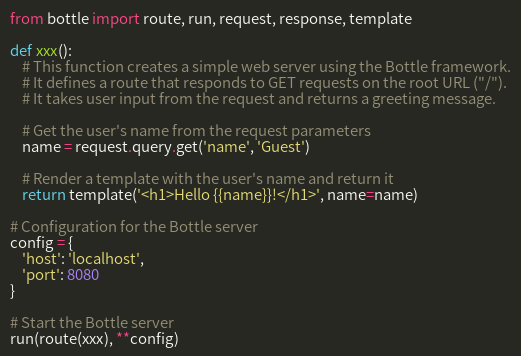 from bottle import route, run, request, response, template

def xxx():
    # This function creates a simple web server using the Bottle framework.
    # It defines a route that responds to GET requests on the root URL ("/").
    # It takes user input from the request and returns a greeting message.

    # Get the user's name from the request parameters
    name = request.query.get('name', 'Guest')

    # Render a template with the user's name and return it
    return template('<h1>Hello {{name}}!</h1>', name=name)

# Configuration for the Bottle server
config = {
    'host': 'localhost',
    'port': 8080
}

# Start the Bottle server
run(route(xxx), **config)